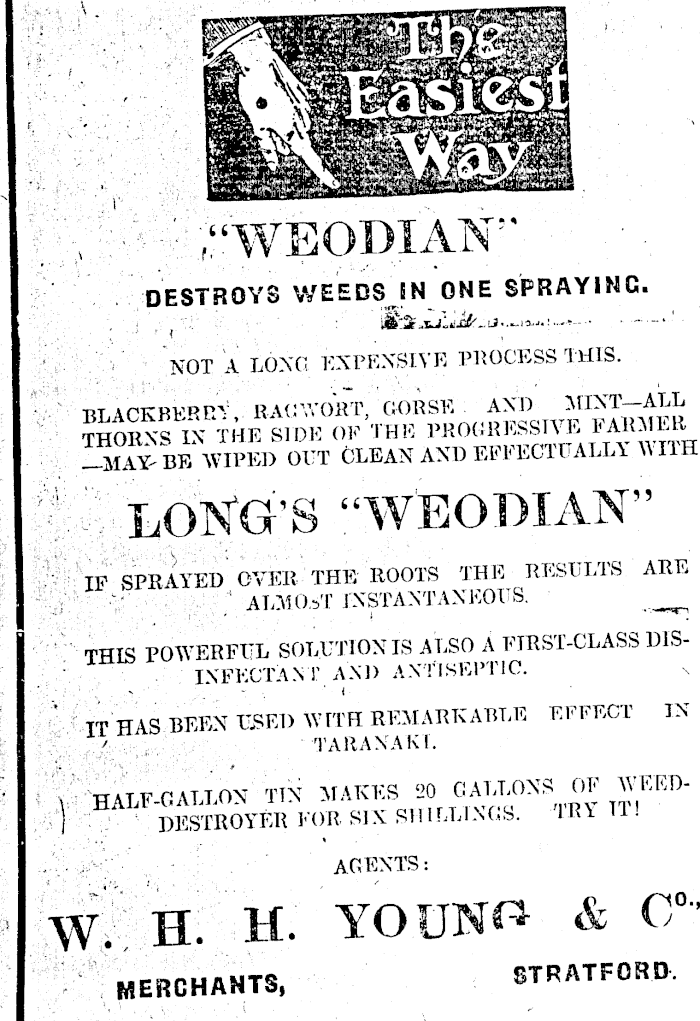 The
Easiest
Way
"WEODIAN"
DESTROYS WEEDS IN ONE SPRAYING.
NOT A LONG EXPENSIVE PROCESS THIS.
BLACKBERRY, RAGWORT, GORSE AND MINT—ALL
THORNS IN THE SIDE OF THE PROGRESSIVE FARMER
—MAY BE WIPED OUT CLEAN AND EFFECTUALLY WITH
LONG'S "WEODIAN"
IF SPRAYED OVER THE ROOTS THE RESULTS ARE
ALMOST INSTANTANEOUS.
THIS POWERFUL SOLUTION IS ALSO A FIRST-CLASS DIS-
INFECTANT AND ANTISEPTIC.
IT HAS BEEN USED WITH REMARKABLE EFFECT IN
TARANAKI.
HALF-GALLON TIN MAKES 20 GALLONS OF WEED-
DESTROYER FOR SIX SHILLINGS. TRY IT!
AGENTS:
W. H. H. YOUNG & Co.,
MERCHANTS, STRATFORD.